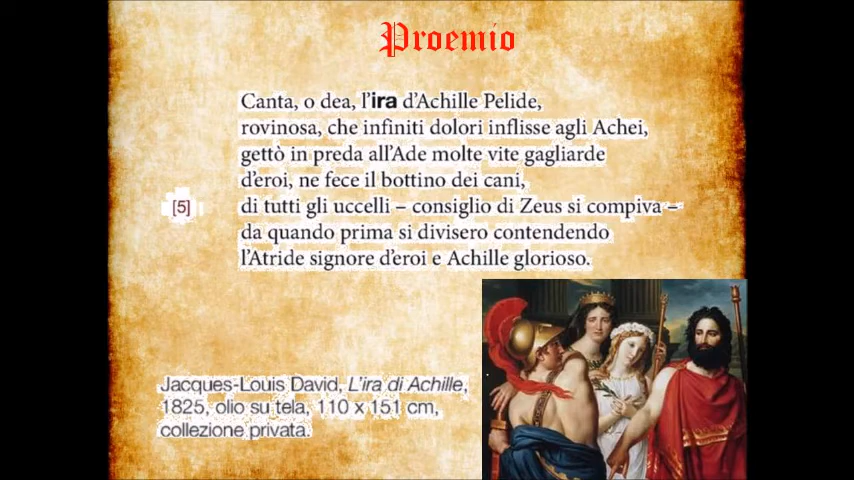 Proemio
Canta, o dea, l'ira d'Achille Pelide,
rovinosa, che infiniti dolori inflisse agli Achei,
gettò in preda all'Ade molte vite gagliarde
d'eroi, ne fece il bottino dei cani,
[5] di tutti gli uccelli – consiglio di Zeus si compiva –
da quando prima si divisero contendendo
l'Atride signore d'eroi e Achille glorioso.
Jacques-Louis David, L'ira di Achille,
1825, olio su tela, 110 x 151 cm,
collezione privata.